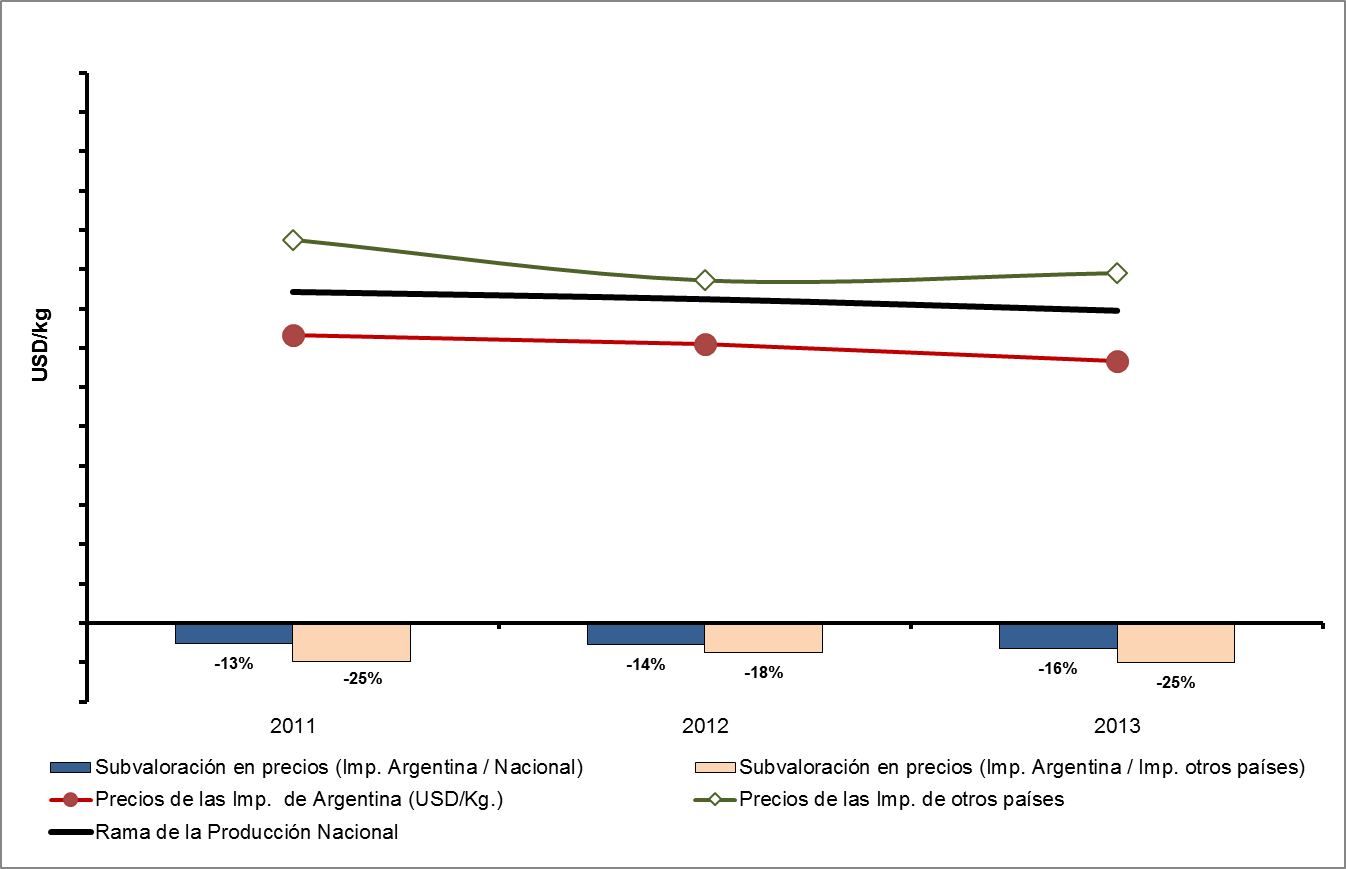 USD/kg
-13%
-25%
-14%
-18%
-16%
-25%
2011
2012
2013
Subvaloración en precios (Imp. Argentina / Nacional)
Subvaloración en precios (Imp. Argentina / Imp. otros países)
Precios de las Imp.  de Argentina (USD/Kg.)
Precios de las Imp. de otros países
Rama de la Producción Nacional